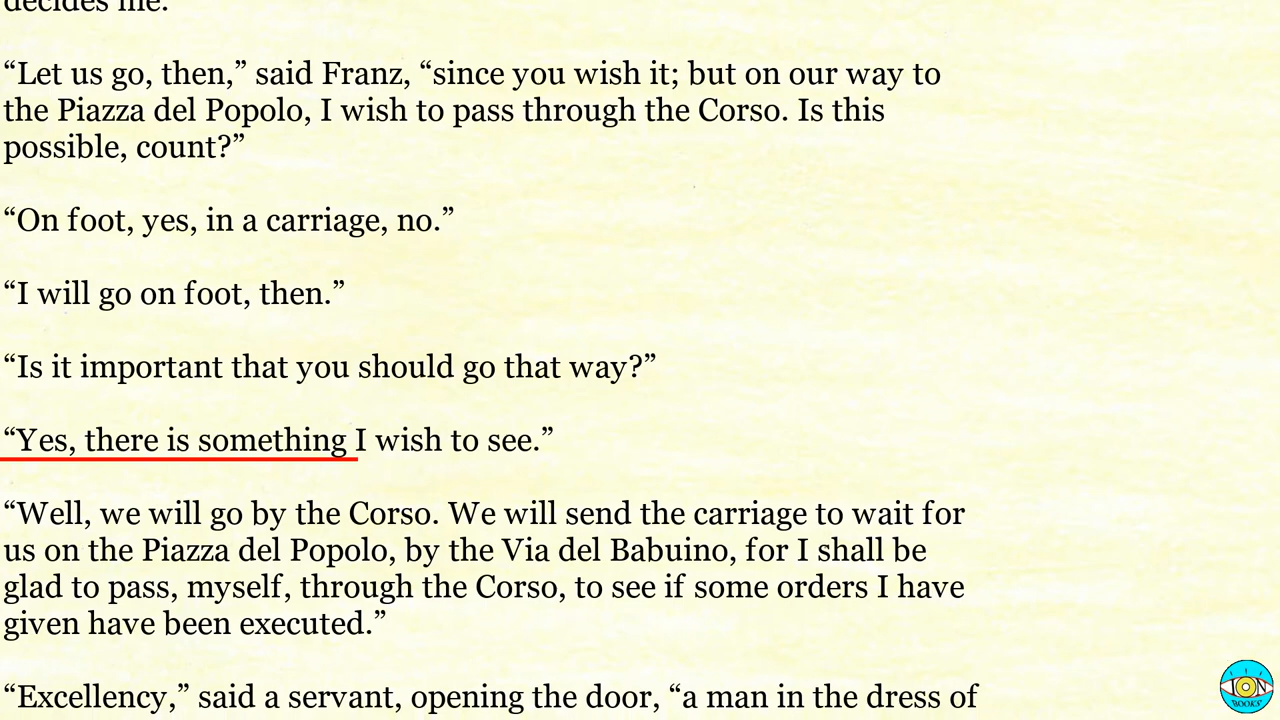 decides me.
“Let us go, then,” said Franz, “since you wish it; but on our way to
the Piazza del Popolo, I wish to pass through the Corso. Is this
possible, count?”
“On foot, yes, in a carriage, no.”
“I will go on foot, then.”
“Is it important that you should go that way?”
“Yes, there is something I wish to see.”
“Well, we will go by the Corso. We will send the carriage to wait for
us on the Piazza del Popolo, by the Via del Babuino, for I shall be
glad to pass, myself, through the Corso, to see if some orders I have
given have been executed.”
“Excellency,” said a servant, opening the door, “a man in the dress of
ION
BOOKS